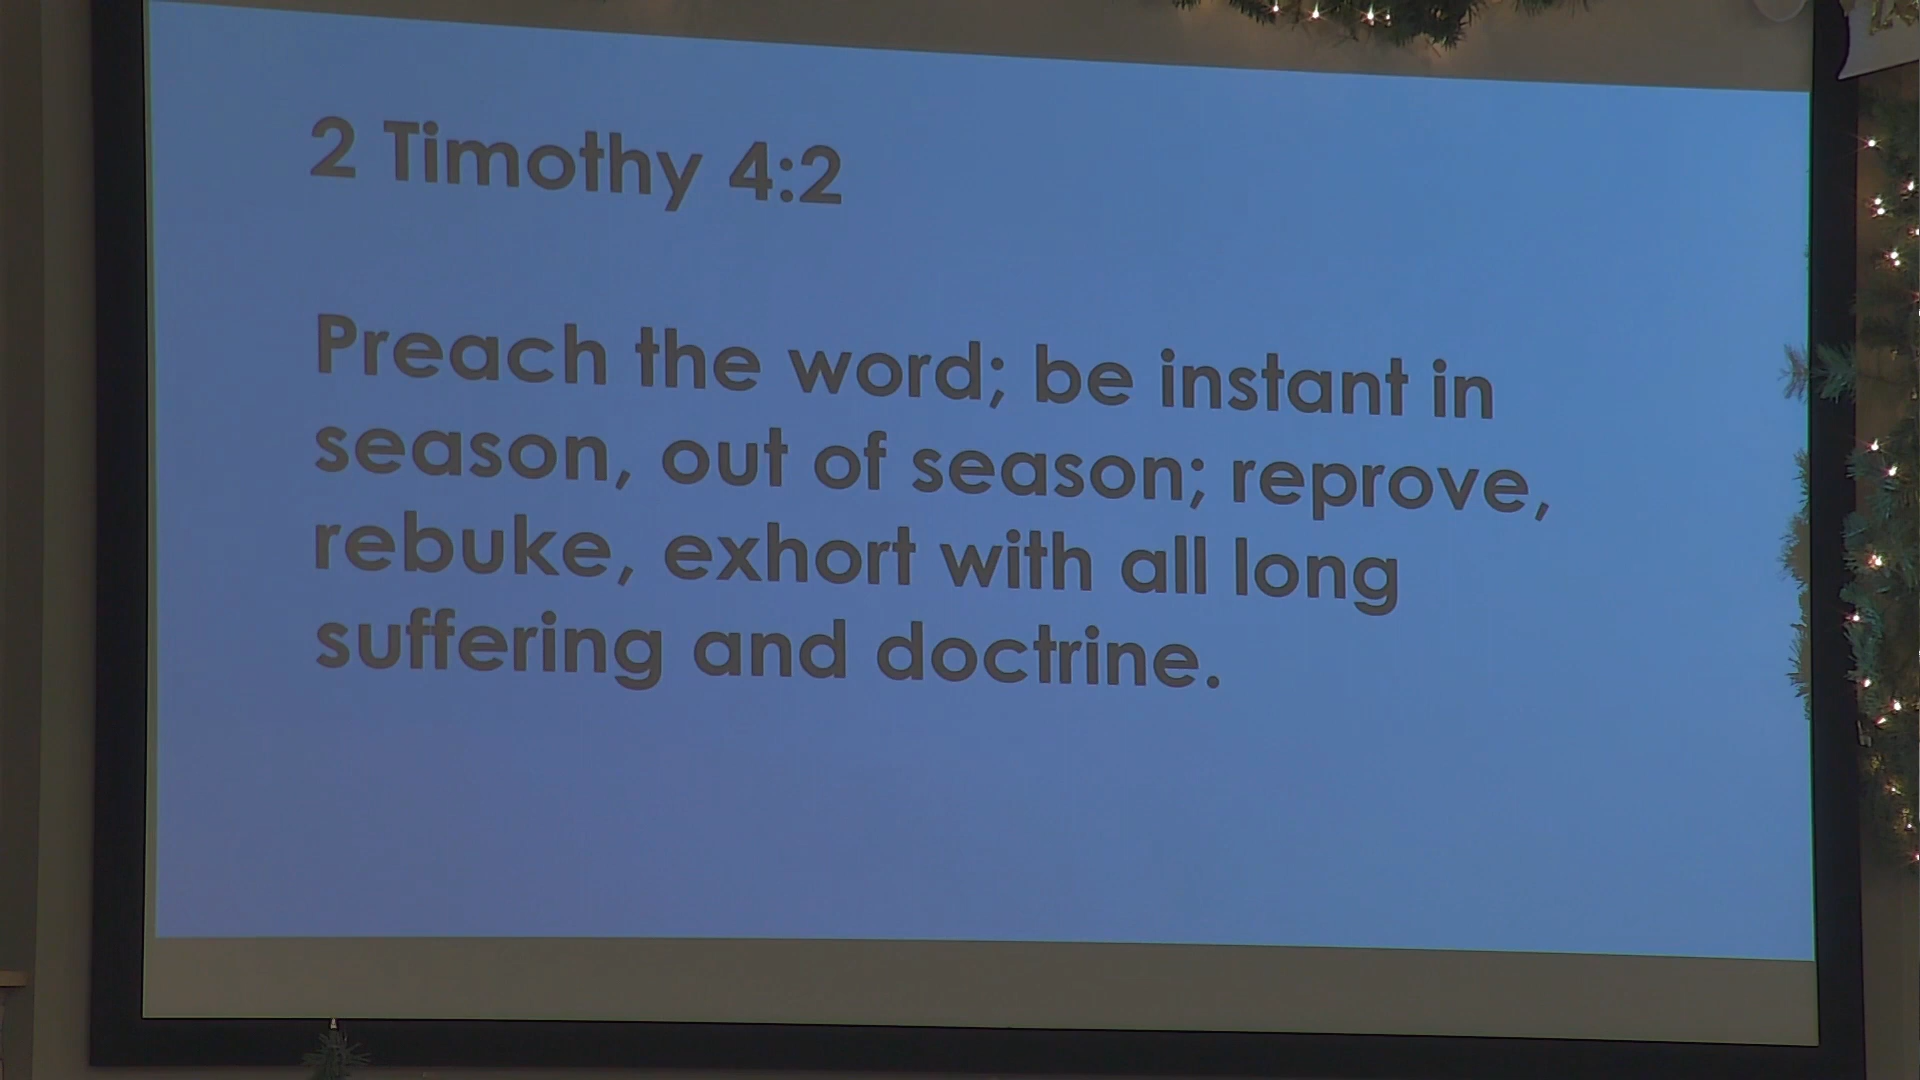 2 Timothy 4:2
Preach the word; be instant in
season, out of season; reprove,
rebuke, exhort with all long
suffering and doctrine.